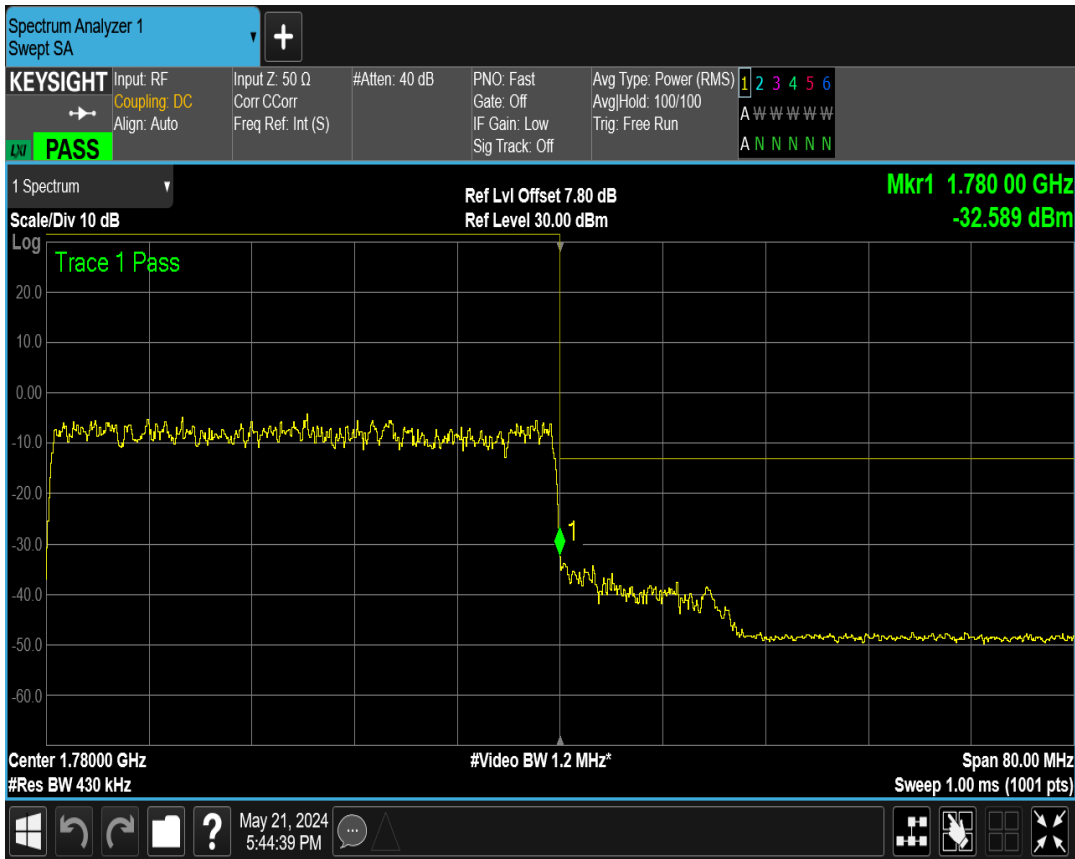 Spectrum Analyzer 1
Swept SA
+
KEYSIGHT
LXI PASS
Input: RF
Coupling: DC
Align: Auto
Input Z: 50 Ω
Corr CCorr
Freq Ref: Int (S)
#Atten: 40 dB
PNO: Fast
Gate: Off
IF Gain: Low
Sig Track: Off
Avg Type: Power (RMS)
Avg|Hold: 100/100
Trig: Free Run
1 2 3 4 5 6
A W W W W W
A N N N N N
1 Spectrum
Scale/Div 10 dB
Ref Lvl Offset 7.80 dB
Ref Level 30.00 dBm
Mkr1 1.780 00 GHz
-32.589 dBm
Log
Trace 1 Pass
20.0
10.0
0.00
-10.0
-20.0
-30.0
-40.0
-50.0
-60.0
1
Center 1.78000 GHz
#Res BW 430 kHz
#Video BW 1.2 MHz*
Span 80.00 MHz
Sweep 1.00 ms (1001 pts)
?
May 21, 2024
5:44:39 PM